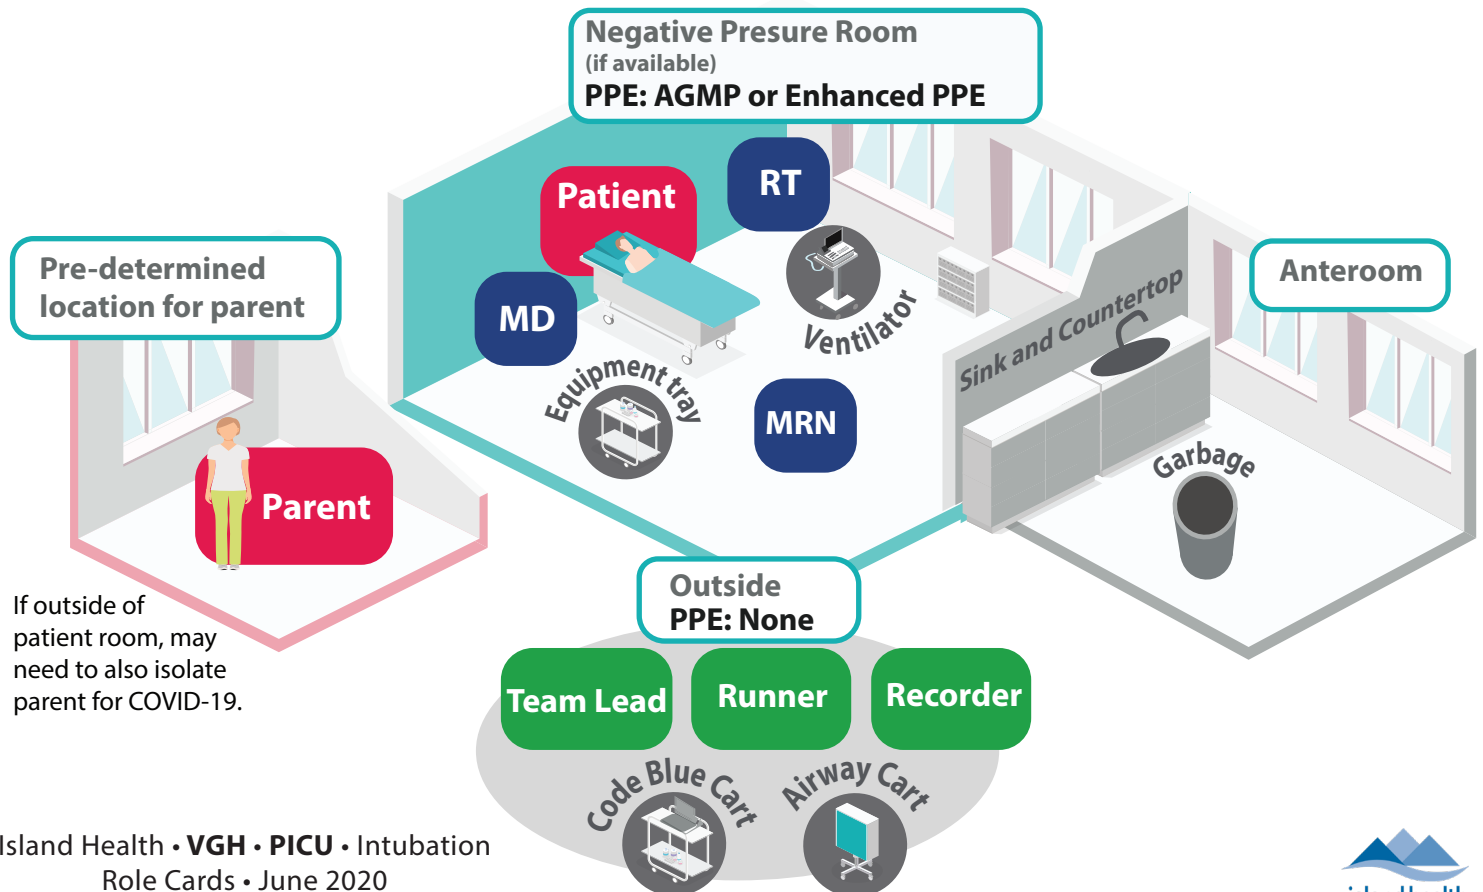 Negative Presure Room
(if available)
PPE: AGMP or Enhanced PPE
Patient
RT
Pre-determined
location for parent
Anteroom
MD
Ventilator
Sink and Countertop
Equipment tray
MRN
Garbage
Parent
If outside of
patient room, may
need to also isolate
parent for COVID-19.
Outside
PPE: None
Team Lead
Runner
Recorder
Code Blue Cart
Airway Cart
Island Health • VGH • PICU • Intubation
Role Cards • June 2020